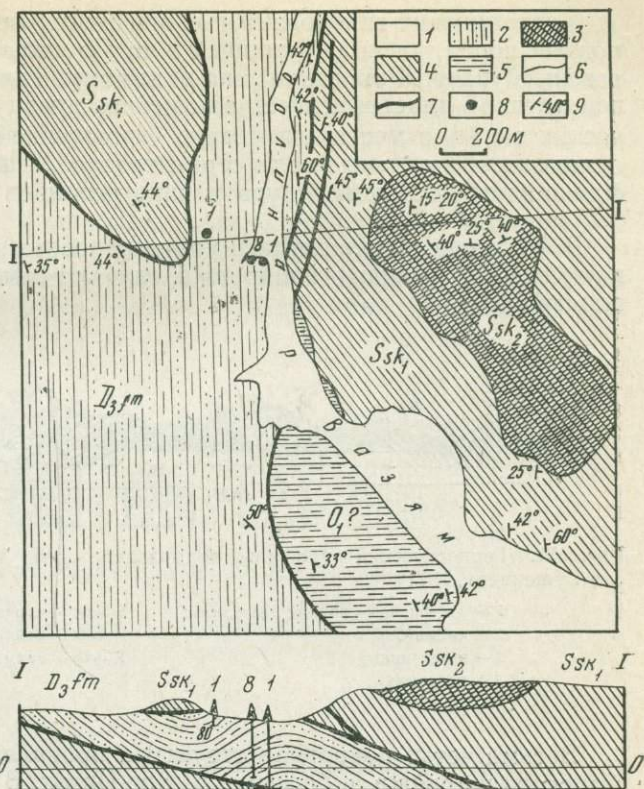 1 2 3
4 5 6
7 8 40° 9
0 200м
Ssk₁
42°
42°
40°
60°
45° 45°
15-20°
44°
1
I I
40° 25° 40°
35° 44°
8 1
Ssk₂
Ssk₁
D₃fm
р Вазям
25°
50°
O₁?
42°
60°
33°
40° 42°
I D₃fm Ssk₁ 1 8 1 Ssk₂ Ssk₁ I
80
0 0